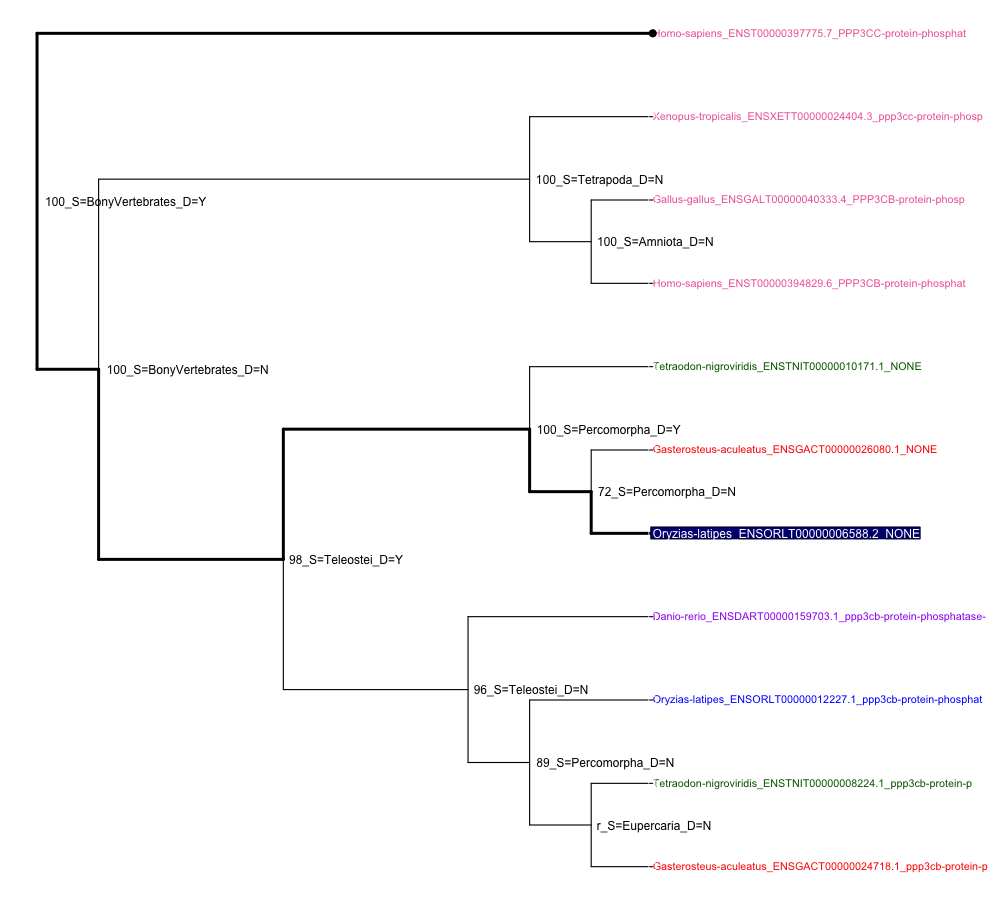 Homo-sapiens_ENST00000397775.7_PPP3CC-protein-phosphat
Xenopus-tropicalis_ENSXETT00000024404.3_ppp3cc-protein-phosp
100_S=Tetrapoda_D=N
Gallus-gallus_ENSGALT00000040333.4_PPP3CB-protein-phosp
100_S=BonyVertebrates_D=Y
100_S=Amniota_D=N
Homo-sapiens_ENST00000394829.6_PPP3CB-protein-phosphat
Tetraodon-nigroviridis_ENSTNIT00000010171.1_NONE
100_S=BonyVertebrates_D=N
100_S=Percomorpha_D=Y
Gasterosteus-aculeatus_ENSGACT00000026080.1_NONE
72_S=Percomorpha_D=N
Oryzias-latipes_ENSORLT00000006588.2_NONE
98_S=Teleostei_D=Y
Danio-rerio_ENSDART00000159703.1_ppp3cb-protein-phosphatase-
96_S=Teleostei_D=N
Oryzias-latipes_ENSORLT00000012227.1_ppp3cb-protein-phosphat
89_S=Percomorpha_D=N
Tetraodon-nigroviridis_ENSTNIT00000008224.1_ppp3cb-protein-p
r_S=Eupercaria_D=N
Gasterosteus-aculeatus_ENSGACT00000024718.1_ppp3cb-protein-p